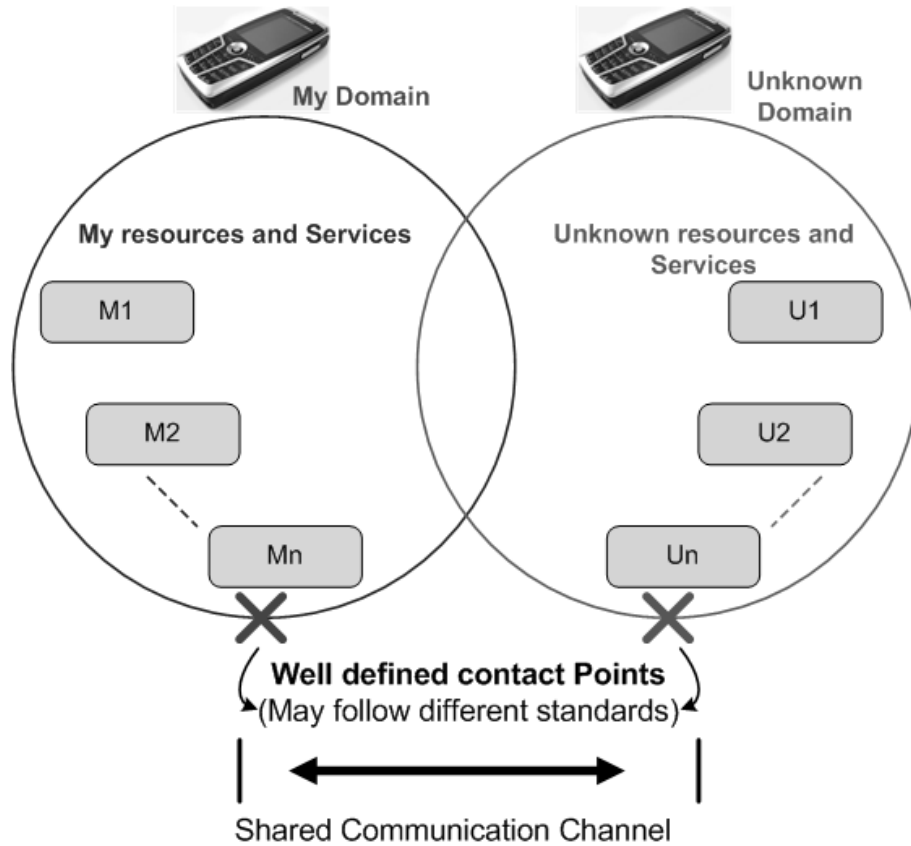 My Domain
Unknown
Domain
My resources and Services
Unknown resources and
Services
M1
U1
M2
U2
Mn
Un
Well defined contact Points
(May follow different standards)
Shared Communication Channel